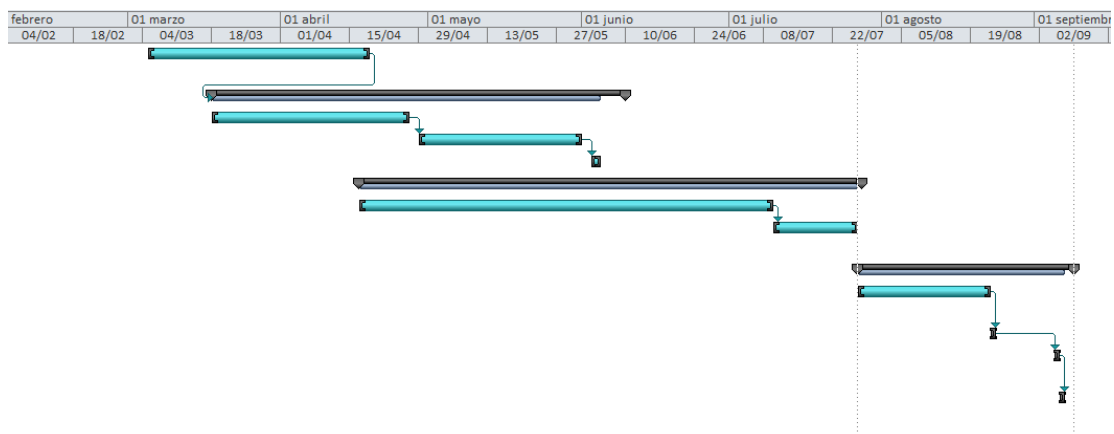 febrero 01 marzo 01 abril 01 mayo 01 junio 01 julio 01 agosto 01 septiembr
04/02 18/02 04/03 18/03 01/04 15/04 29/04 13/05 27/05 10/06 24/06 08/07 22/07 05/08 19/08 02/09